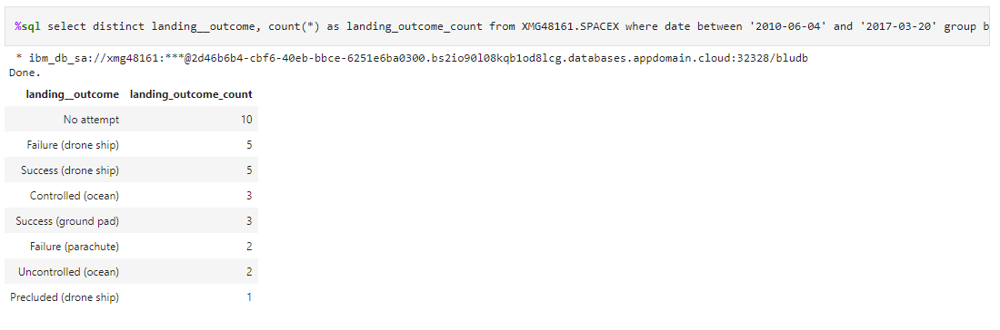 %sql select distinct landing__outcome, count(*) as landing_outcome_count from XMG48161.SPACEX where date between '2010-06-04' and '2017-03-20' group b
* ibm_db_sa://xmg48161:***@2d46b6b4-cbf6-40eb-bbce-6251e6ba0300.bs2io90l08kqb1od8lcg.databases.appdomain.cloud:32328/bludb
Done.
landing__outcome landing_outcome_count
No attempt 10
Failure (drone ship) 5
Success (drone ship) 5
Controlled (ocean) 3
Success (ground pad) 3
Failure (parachute) 2
Uncontrolled (ocean) 2
Precluded (drone ship) 1